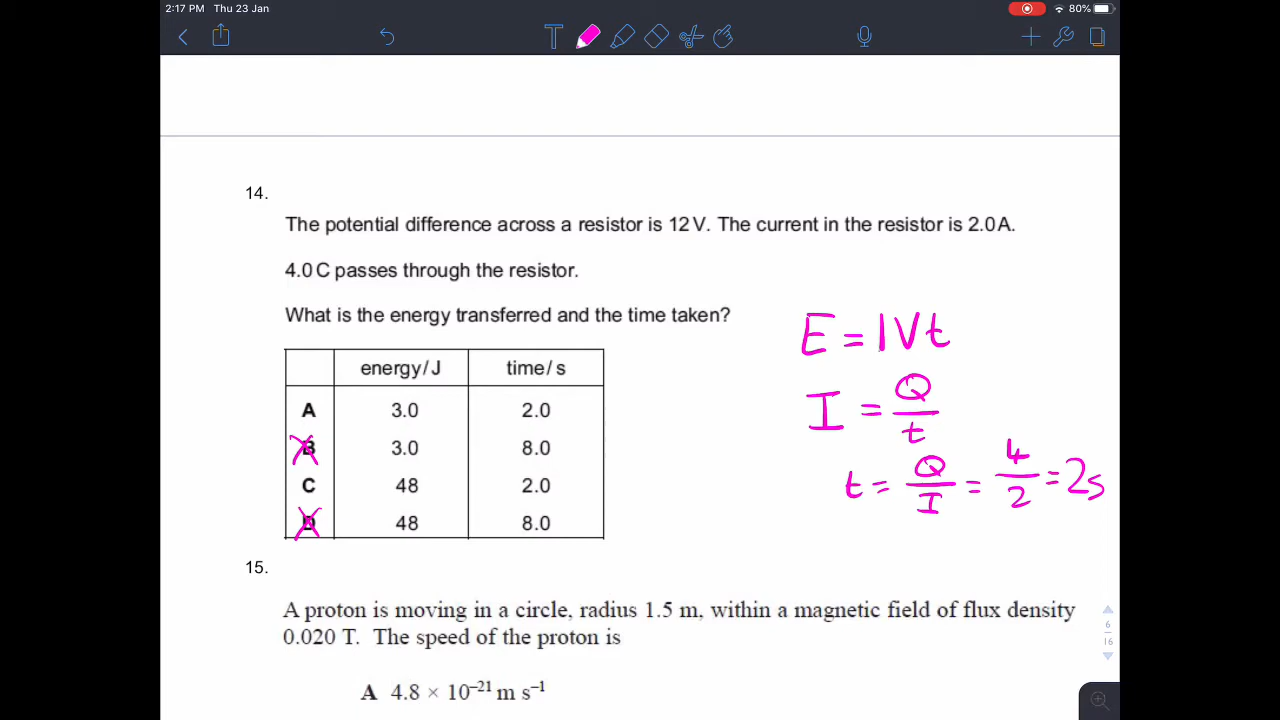 2:17 PM Thu 23 Jan 80%
T
14.
The potential difference across a resistor is 12 V. The current in the resistor is 2.0 A.
4.0 C passes through the resistor.
What is the energy transferred and the time taken?
energy / J time / s
A 3.0 2.0
B 3.0 8.0
C 48 2.0
D 48 8.0
E = IVt
I = Q/t
t = Q/I = 4/2 = 2s
15.
A proton is moving in a circle, radius 1.5 m, within a magnetic field of flux density
0.020 T. The speed of the proton is
A 4.8 × 10⁻²¹ m s⁻¹
6
16